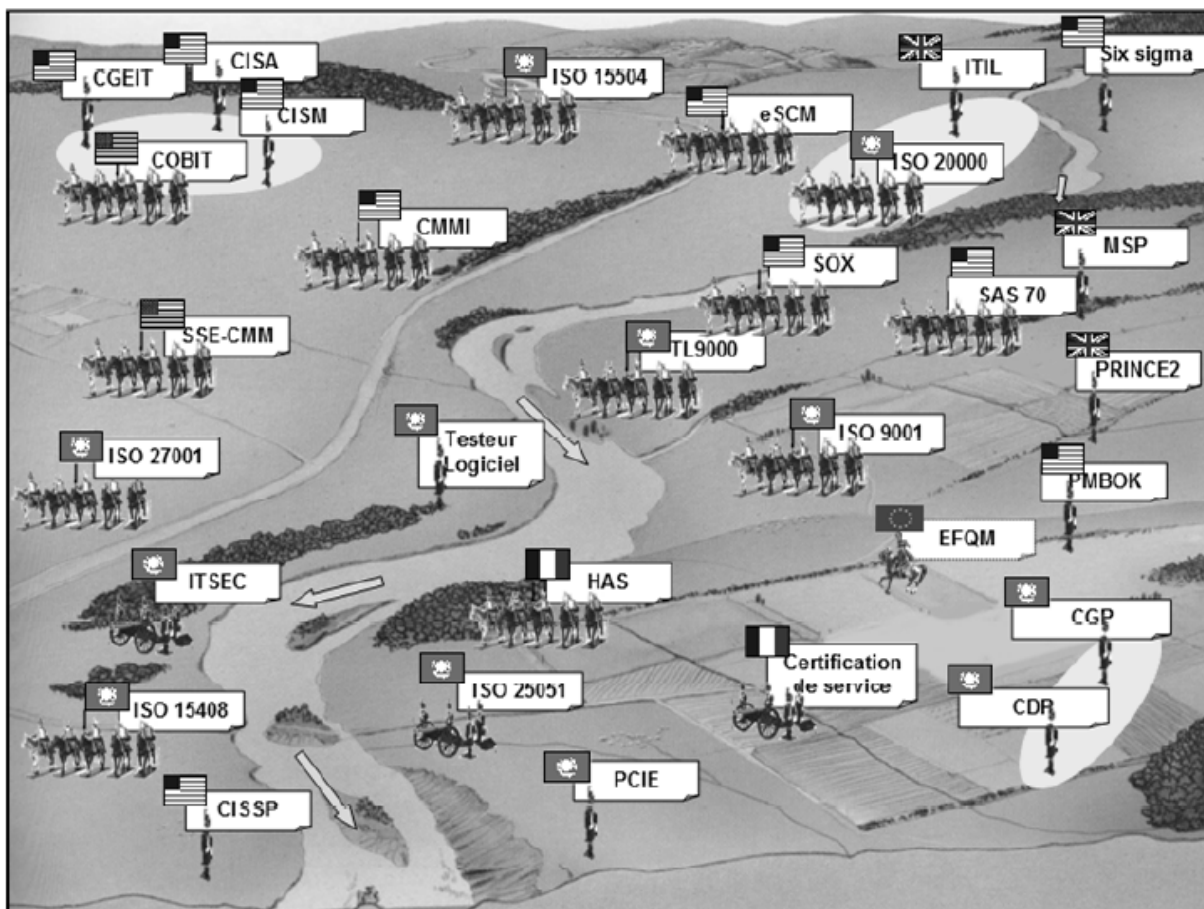 CGEIT
CISA
CISM
COBIT
ISO 15504
eSCM
ITIL
Six sigma
ISO 20000
CMMI
MSP
SOX
SAS 70
SSE-CMM
TL9000
PRINCE2
ISO 27001
Testeur
Logiciel
ISO 9001
PMBOK
EFQM
ITSEC
HAS
CGP
Certification
de service
ISO 25051
CDP
ISO 15408
CISSP
PCIE